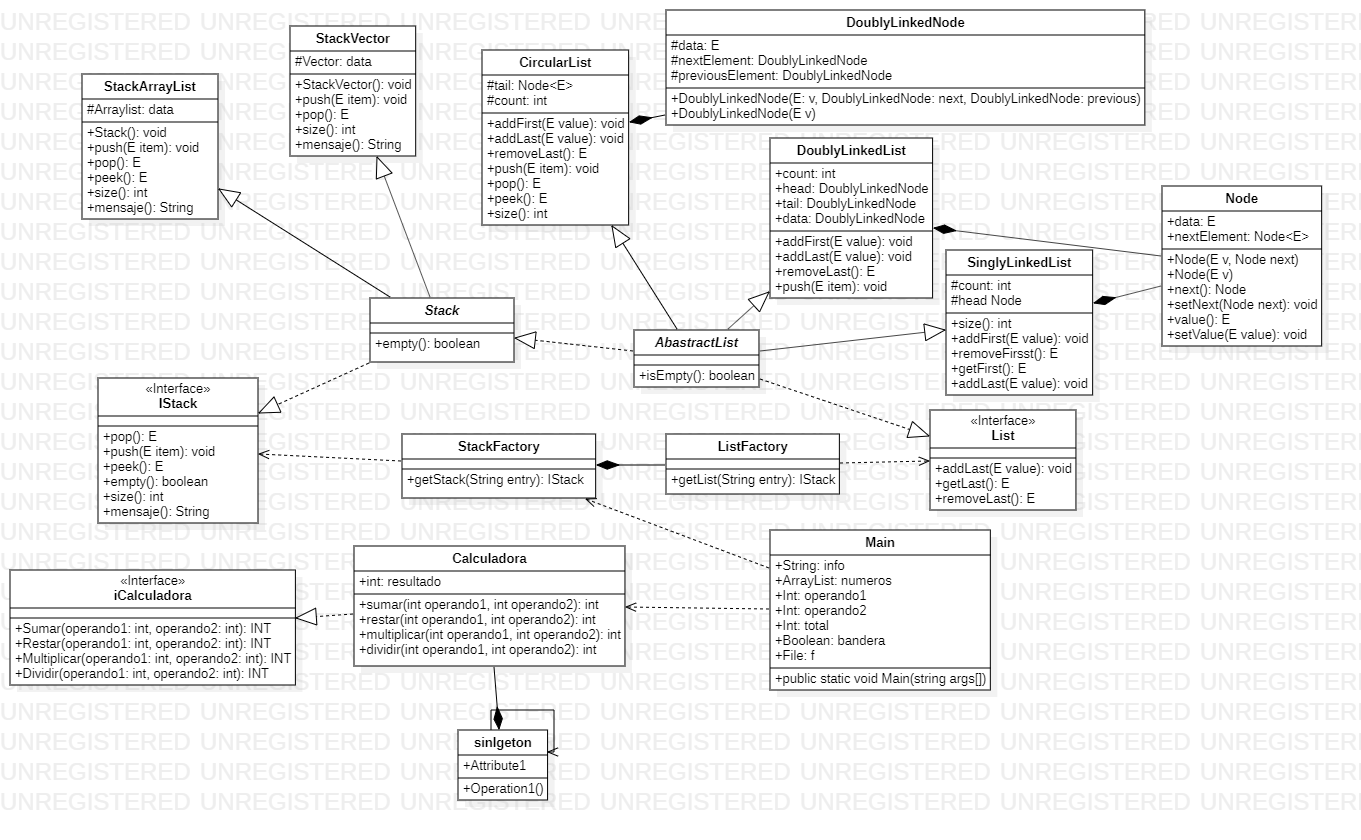 DoublyLinkedNode
#data: E
#nextElement: DoublyLinkedNode
#previousElement: DoublyLinkedNode
+DoublyLinkedNode(E: v, DoublyLinkedNode: next, DoublyLinkedNode: previous)
+DoublyLinkedNode(E v)
StackVector
#Vector: data
+StackVector(): void
+push(E item): void
+pop(): E
+size(): int
+mensaje(): String
CircularList
#tail: Node<E>
#count: int
+addFirst(E value): void
+addLast(E value): void
+removeLast(): E
+push(E item): void
+pop(): E
+peek(): E
+size(): int
StackArrayList
#Arraylist: data
+Stack(): void
+push(E item): void
+pop(): E
+peek(): E
+size(): int
+mensaje(): String
DoublyLinkedList
+count: int
+head: DoublyLinkedNode
+tail: DoublyLinkedNode
+data: DoublyLinkedNode
+addFirst(E value): void
+addLast(E value): void
+removeLast(): E
+push(E item): void
Node
+data: E
+nextElement: Node<E>
+Node(E v, Node next)
+Node(E v)
+next(): Node
+setNext(Node next): void
+value(): E
+setValue(E value): void
SinglyLinkedList
#count: int
#head Node
+size(): int
+addFirst(E value): void
+removeFirsst(): E
+getFirst(): E
+addLast(E value): void
Stack
+empty(): boolean
AbastractList
+isEmpty(): boolean
«Interface»
IStack
+pop(): E
+push(E item): void
+peek(): E
+empty(): boolean
+size(): int
+mensaje(): String
StackFactory
+getStack(String entry): IStack
ListFactory
+getList(String entry): IStack
«Interface»
List
+addLast(E value): void
+getLast(): E
+removeLast(): E
Main
+String: info
+ArrayList: numeros
+Int: operando1
+Int: operando2
+Int: total
+Boolean: bandera
+File: f
+public static void Main(string args[])
Calculadora
+int: resultado
+sumar(int operando1, int operando2): int
+restar(int operando1, int operando2): int
+multiplicar(int operando1, int operando2): int
+dividir(int operando1, int operando2): int
«Interface»
iCalculadora
+Sumar(operando1: int, operando2: int): INT
+Restar(operando1: int, operando2: int): INT
+Multiplicar(operando1: int, operando2: int): INT
+Dividir(operando1: int, operando2: int): INT
sinlgeton
+Attribute1
+Operation1()
UNREGISTERED